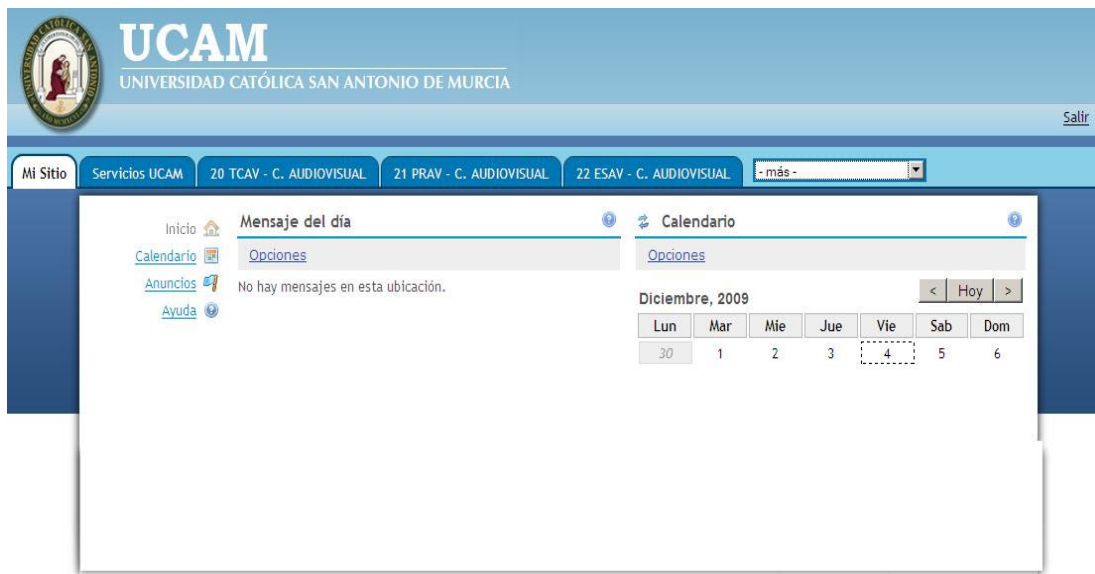 UCAM
UNIVERSIDAD CATÓLICA SAN ANTONIO DE MURCIA
Salir
Mi Sitio
Servicios UCAM
20 TCAV - C. AUDIOVISUAL
21 PRAV - C. AUDIOVISUAL
22 ESAV - C. AUDIOVISUAL
- más -
Inicio
Calendario
Anuncios
Ayuda
Mensaje del día
Opciones
No hay mensajes en esta ubicación.
Calendario
Opciones
Diciembre, 2009
< Hoy >
Lun Mar Mie Jue Vie Sab Dom
30 1 2 3 4 5 6